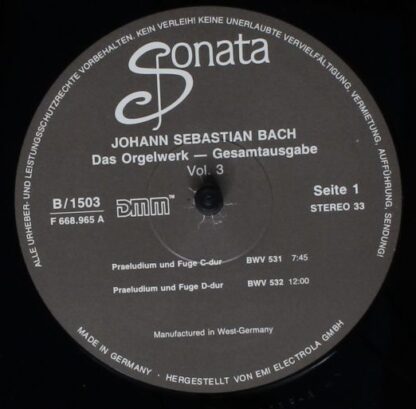 ALLE URHEBER- UND LEISTUNGSSCHUTZRECHTE VORBEHALTEN. KEIN VERLEIH! KEINE UNERLAUBTE VERVIELFÄLTIGUNG, VERMIETUNG, AUFFÜHRUNG, SENDUNG!
Sonata
JOHANN SEBASTIAN BACH
Das Orgelwerk — Gesamtausgabe
Vol. 3
B/1503
F 668.965 A
DMM™
Seite 1
STEREO 33
Praeludium und Fuge C-dur BWV 531 7:45
Praeludium und Fuge D-dur BWV 532 12:00
Manufactured in West-Germany
MADE IN GERMANY · HERGESTELLT VON EMI ELECTROLA GMBH